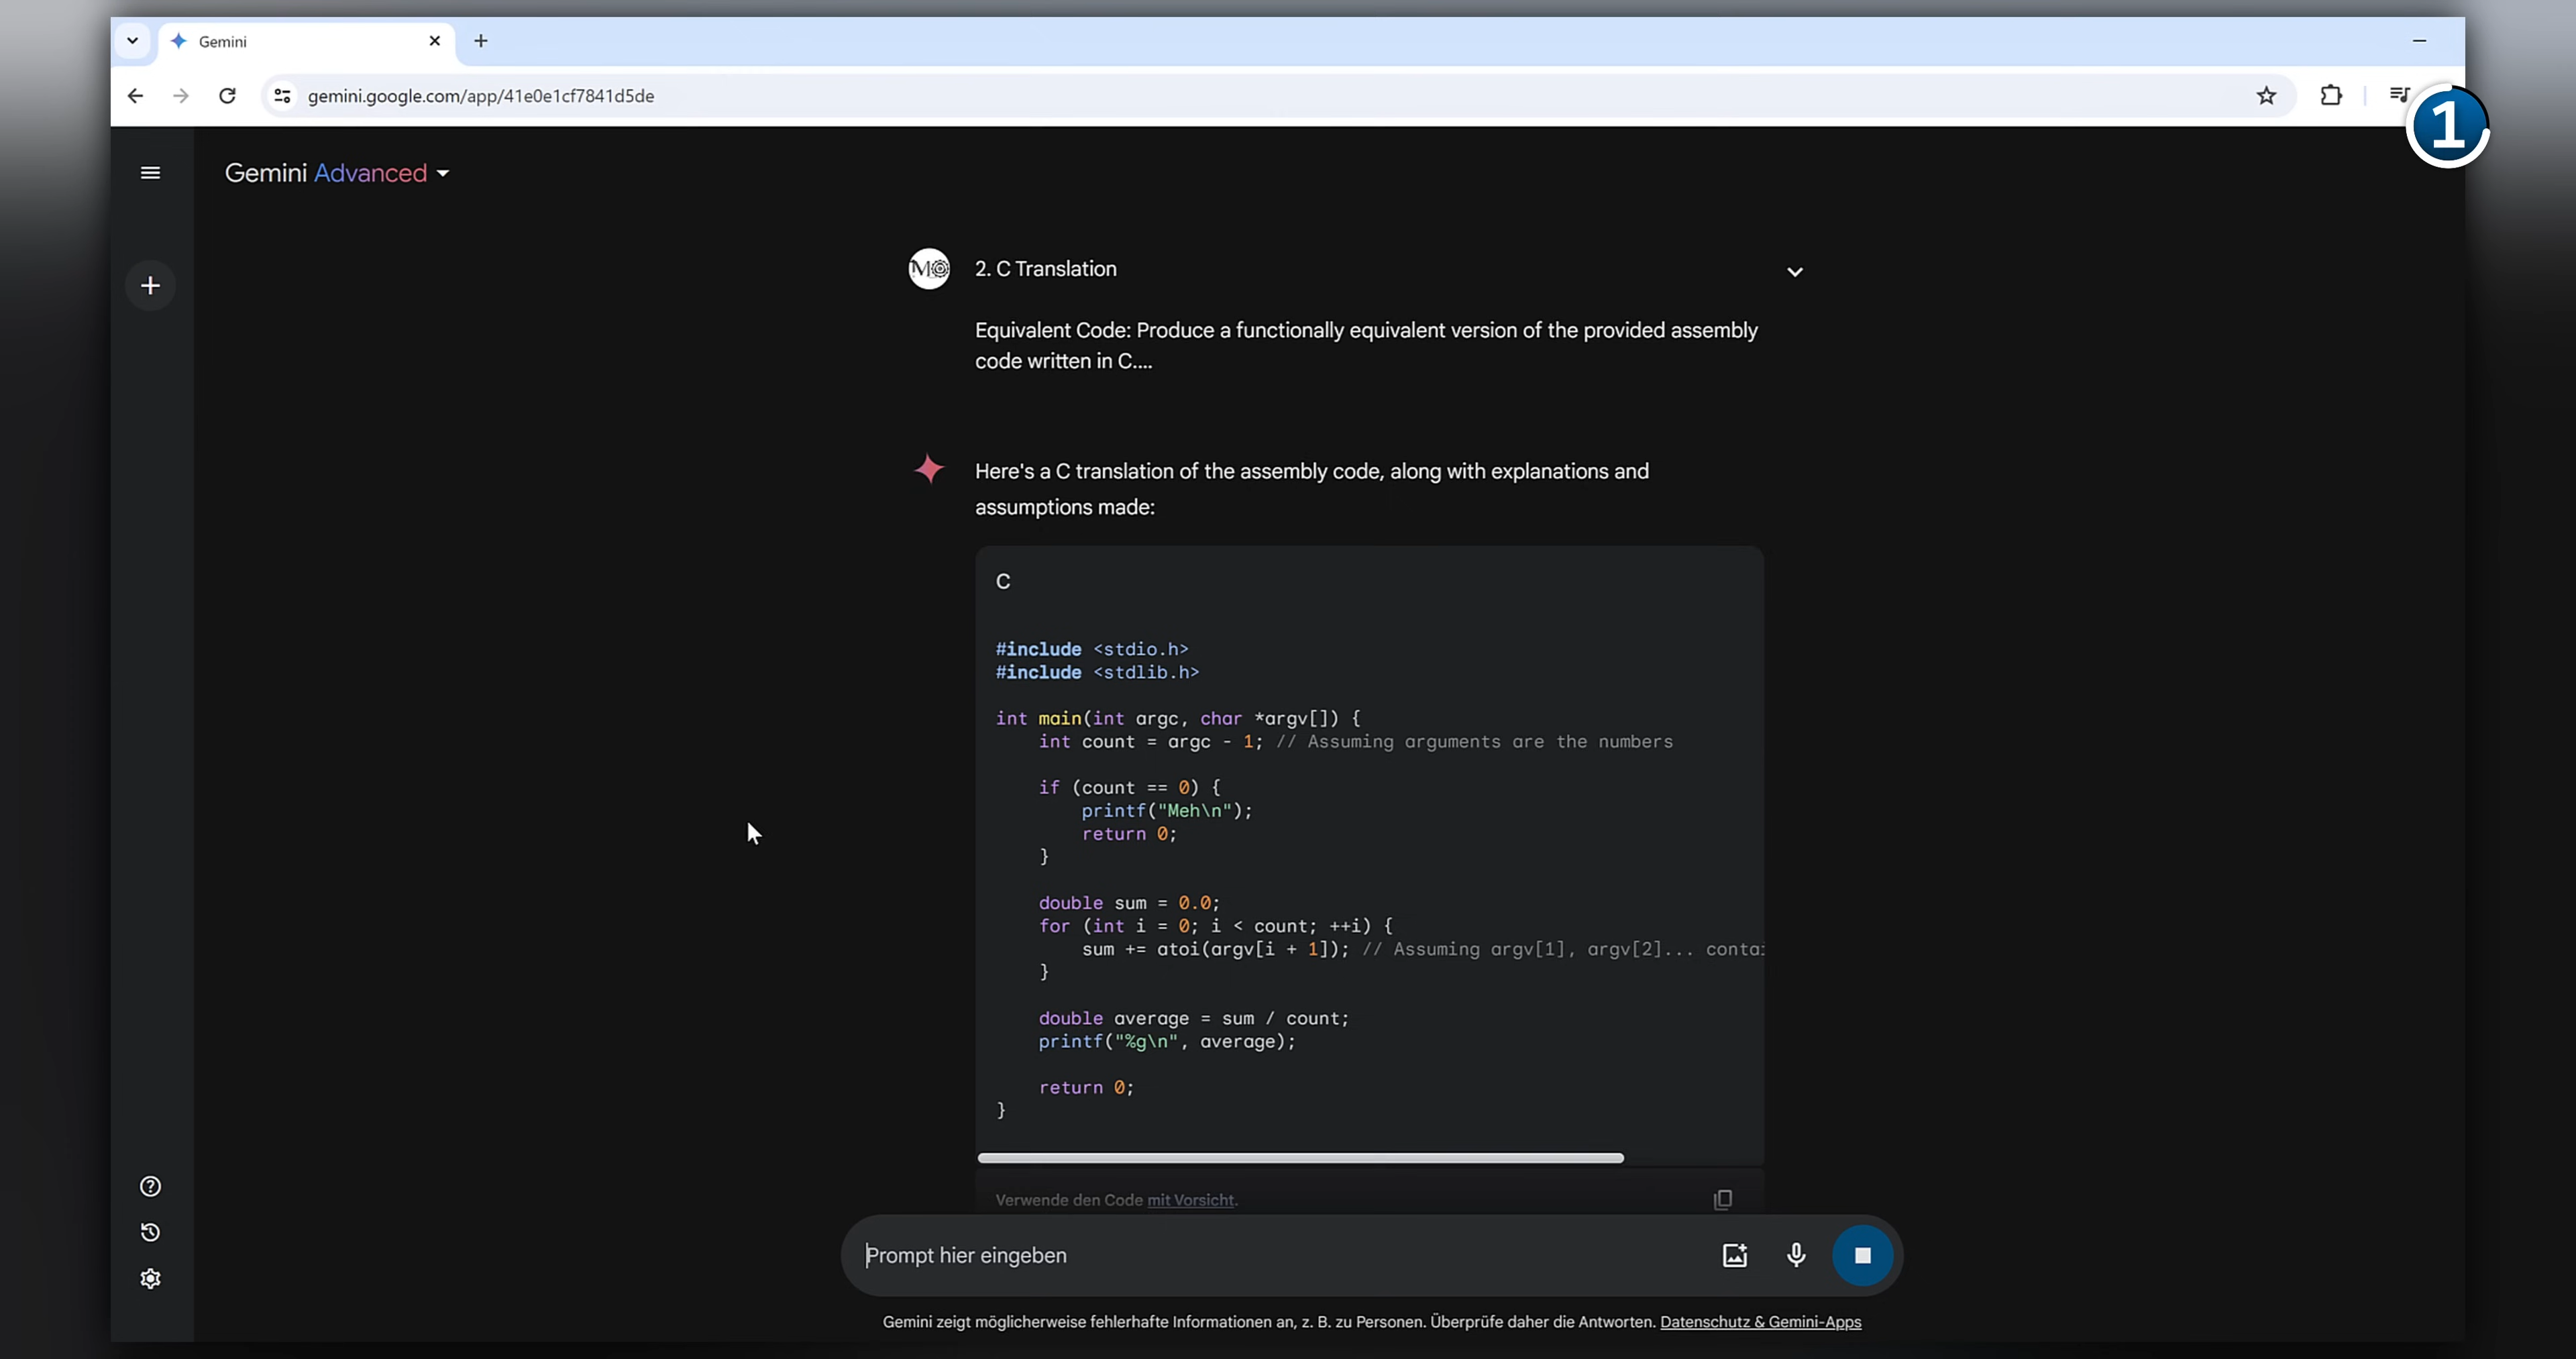 Gemini
gemini.google.com/app/41e0e1cf7841d5de
1
Gemini Advanced
M
2. C Translation
Equivalent Code: Produce a functionally equivalent version of the provided assembly
code written in C....
Here's a C translation of the assembly code, along with explanations and
assumptions made:
C
#include <stdio.h>
#include <stdlib.h>
int main(int argc, char *argv[]) {
    int count = argc - 1; // Assuming arguments are the numbers
    if (count == 0) {
        printf("Meh\n");
        return 0;
    }
    double sum = 0.0;
    for (int i = 0; i < count; ++i) {
        sum += atoi(argv[i + 1]); // Assuming argv[1], argv[2]... contai
    }
    double average = sum / count;
    printf("%g\n", average);
    return 0;
}
Verwende den Code mit Vorsicht.
Prompt hier eingeben
Gemini zeigt möglicherweise fehlerhafte Informationen an, z. B. zu Personen. Überprüfe daher die Antworten. Datenschutz & Gemini-Apps